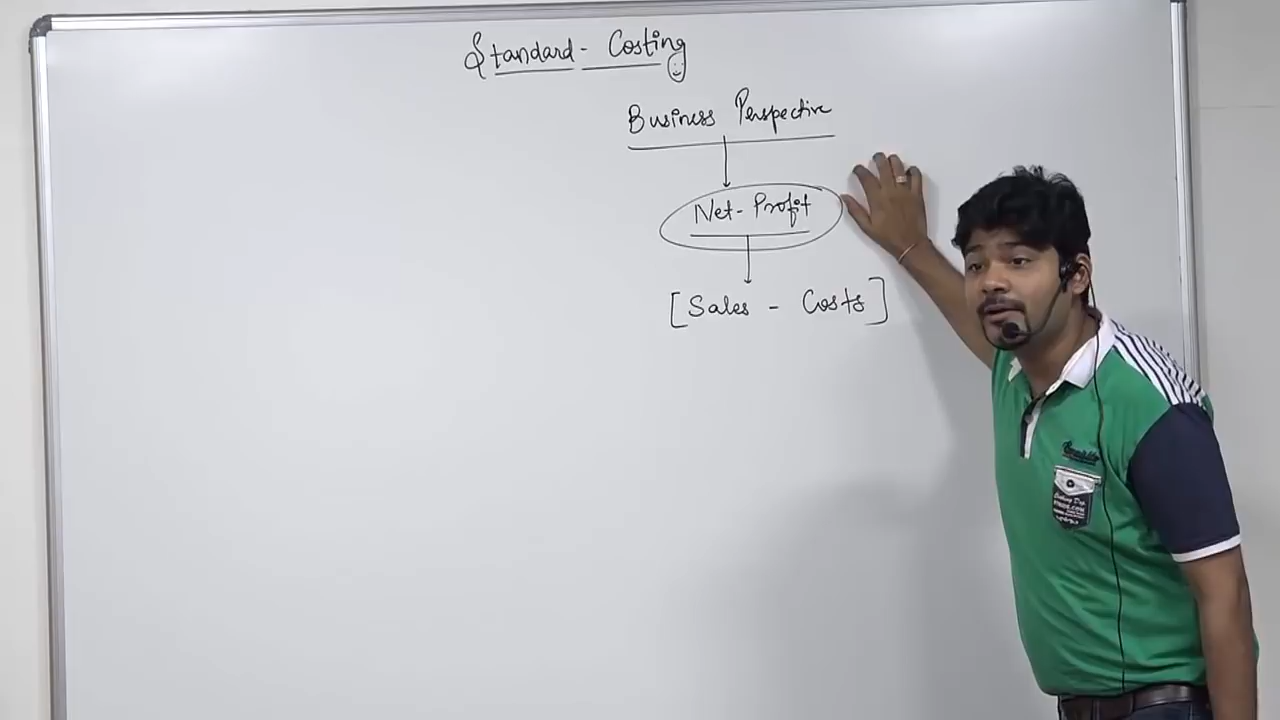 Standard - Costing
Business Perspective
Net - Profit
[Sales - Costs]